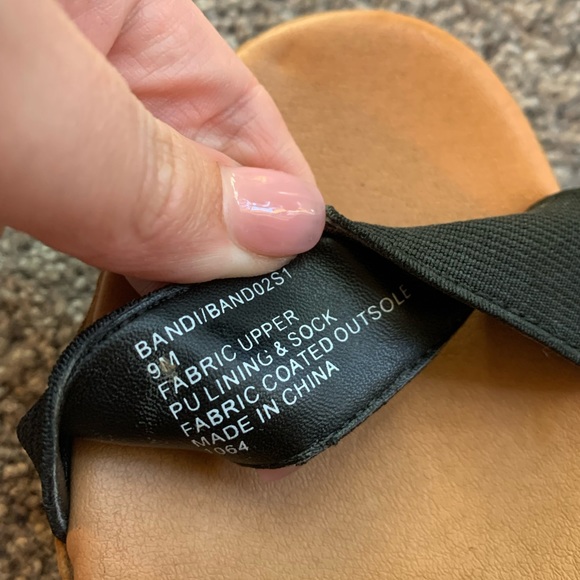 BANDI/BAND02S1
9M
FABRIC UPPER
PU LINING & SOCK
FABRIC COATED OUTSOLE
MADE IN CHINA